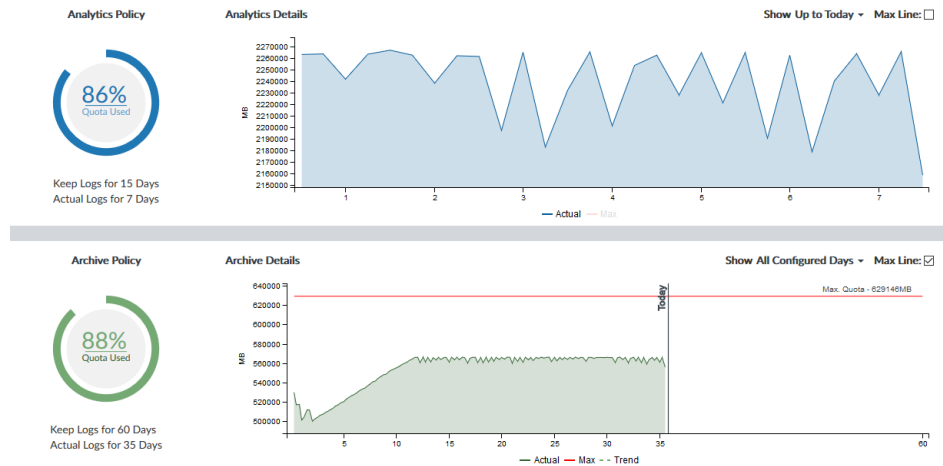 Analytics Policy
86%
Quota Used
Keep Logs for 15 Days
Actual Logs for 7 Days
Analytics Details
Show Up to Today
Max Line:
2270000
2260000
2250000
2240000
2230000
2220000
2210000
2200000
2190000
2180000
2170000
2160000
2150000
MB
1 2 3 4 5 6 7
Actual Max
Archive Policy
88%
Quota Used
Keep Logs for 60 Days
Actual Logs for 35 Days
Archive Details
Show All Configured Days
Max Line:
640000
620000
600000
580000
560000
540000
520000
500000
MB
Max. Quota - 629146MB
Today
5 10 15 20 25 30 35 60
Actual Max Trend